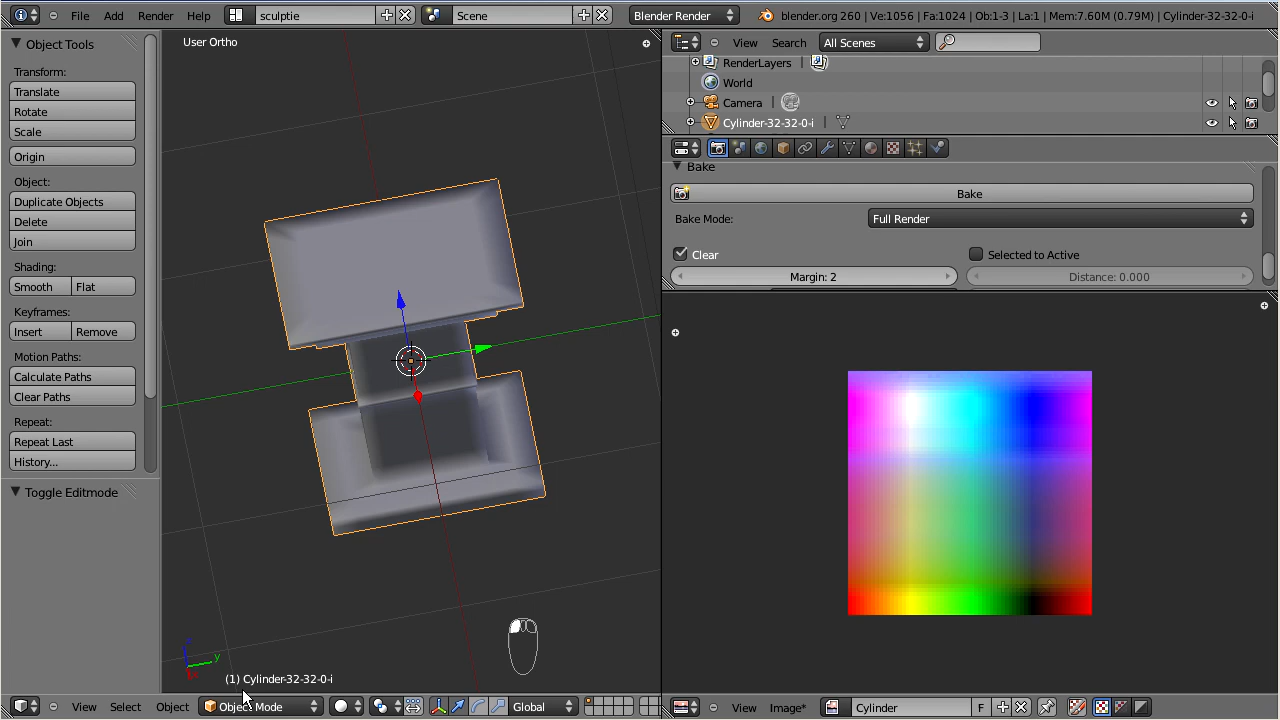 File Add Render Help sculptie Scene Blender Render blender.org 260 | Ve:1056 | Fa:1024 | Ob:1-3 | La:1 | Mem:7.60M (0.79M) | Cylinder-32-32-0-i
Object Tools
Transform:
Translate
Rotate
Scale
Origin
Object:
Duplicate Objects
Delete
Join
Shading:
Smooth Flat
Keyframes:
Insert Remove
Motion Paths:
Calculate Paths
Clear Paths
Repeat:
Repeat Last
History...
Toggle Editmode
User Ortho
y
(1) Cylinder-32-32-0-i
View Select Object Object Mode Global
View Search All Scenes
RenderLayers |
World
Camera |
Cylinder-32-32-0-i |
Bake
Bake
Bake Mode: Full Render
Clear Selected to Active
Margin: 2 Distance: 0.000
View Image* Cylinder F